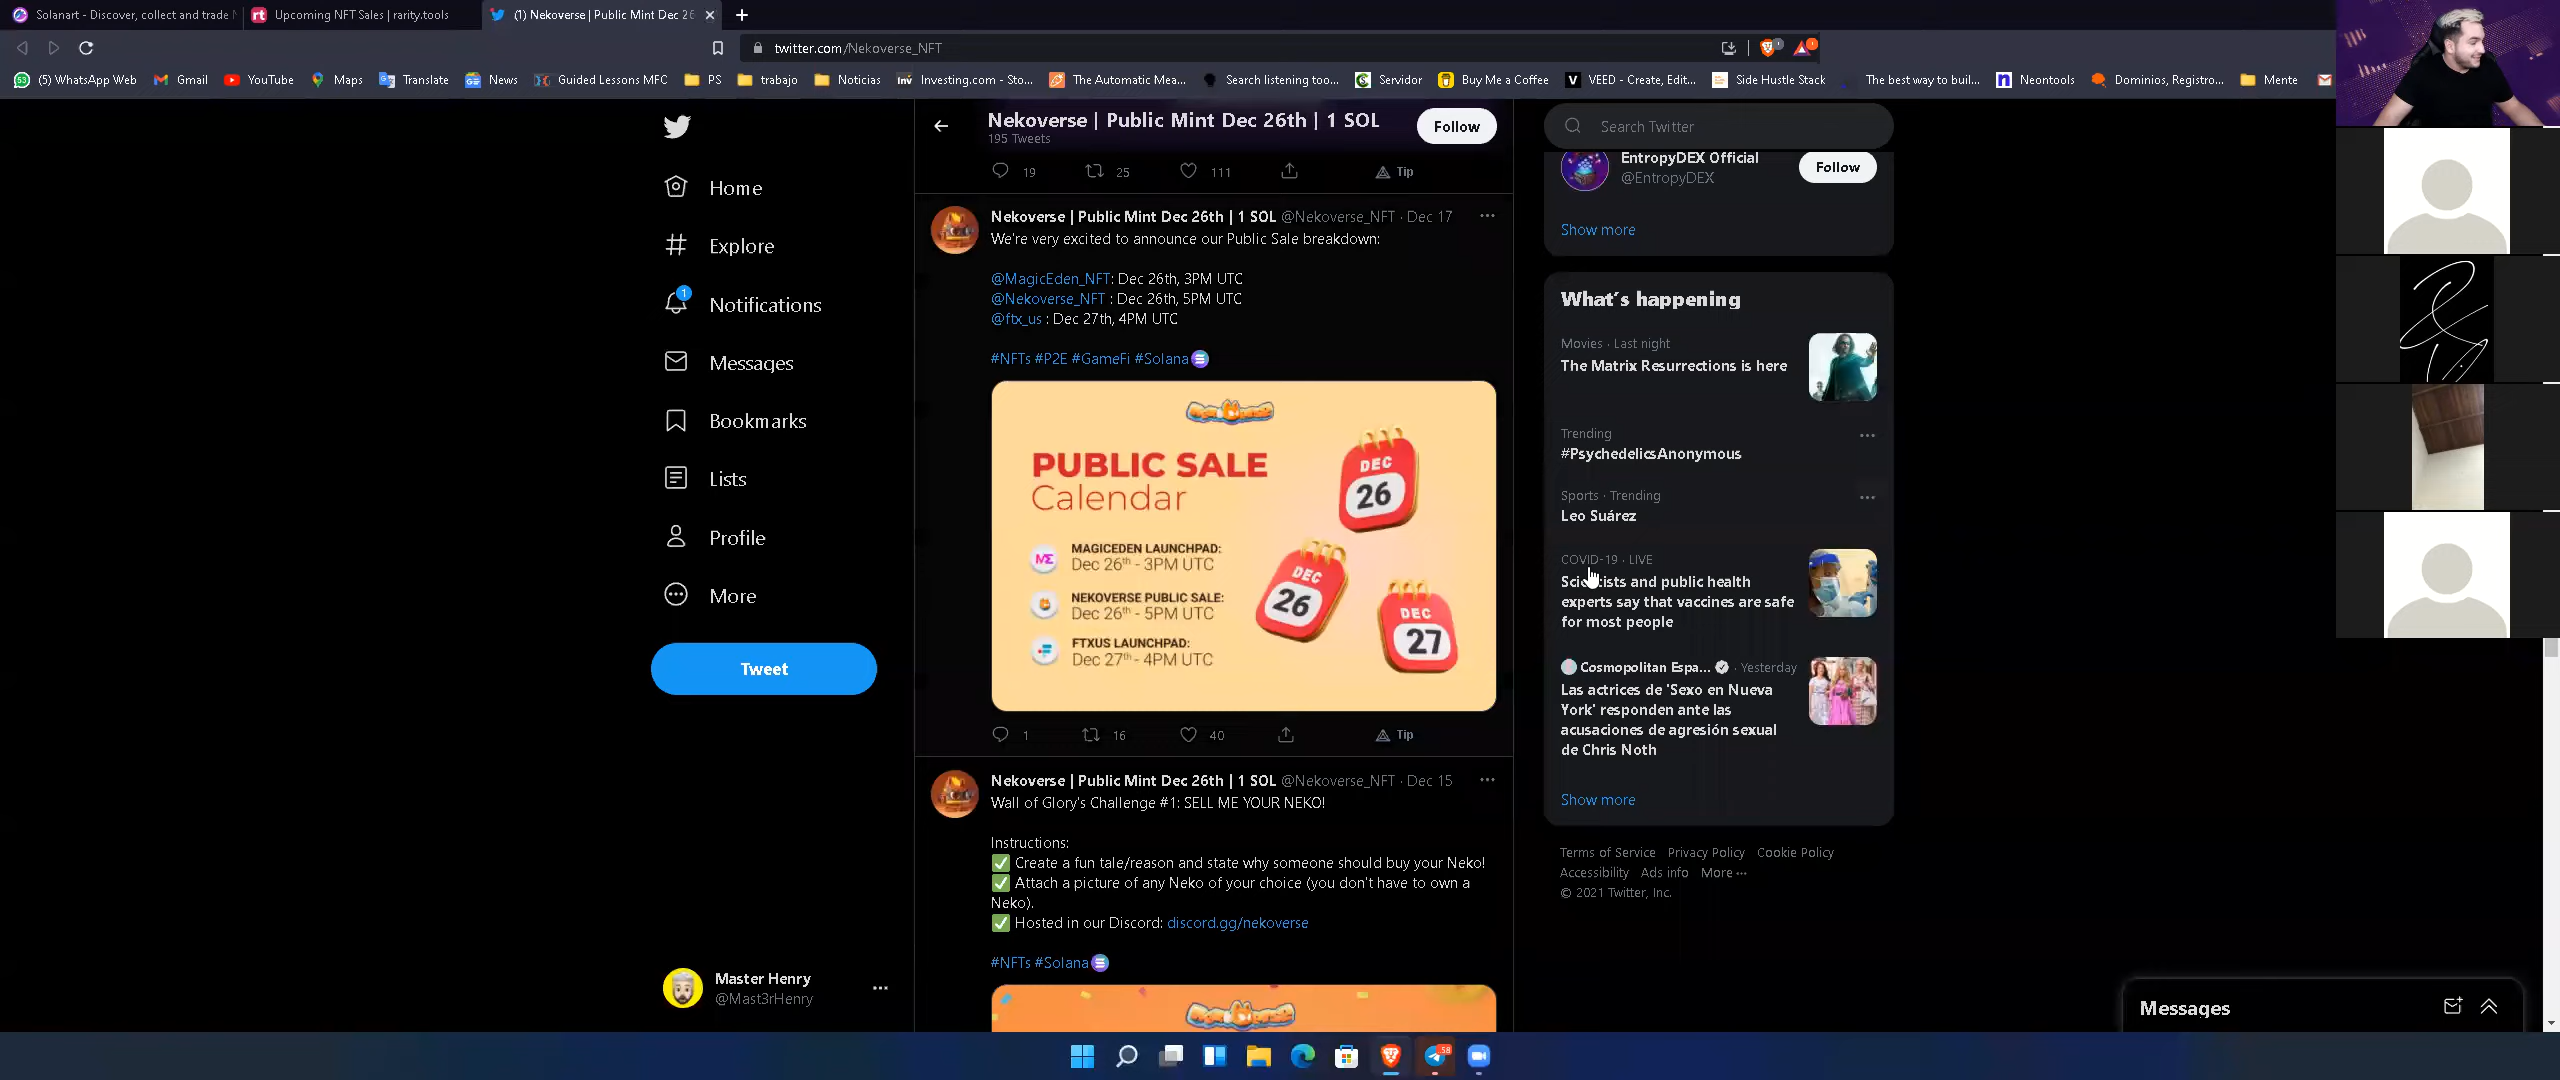 Solanart - Discover, collect and trade
Upcoming NFT Sales | rarity.tools
(1) Nekoverse | Public Mint Dec 26
twitter.com/Nekoverse_NFT
(5) WhatsApp Web
Gmail
YouTube
Maps
Translate
News
Guided Lessons MFC
PS
trabajo
Noticias
Investing.com - Sto...
The Automatic Mea...
Search listening too...
Servidor
Buy Me a Coffee
VEED - Create, Edit...
Side Hustle Stack
The best way to buil...
Neontools
Dominios, Registro...
Mente
Home
Explore
1
Notifications
Messages
Bookmarks
Lists
Profile
More
Tweet
Master Henry
@Mast3rHenry
Nekoverse | Public Mint Dec 26th | 1 SOL
195 Tweets
Follow
19 25 111 Tip
Nekoverse | Public Mint Dec 26th | 1 SOL @Nekoverse_NFT · Dec 17
We're very excited to announce our Public Sale breakdown:
@MagicEden_NFT: Dec 26th, 3PM UTC
@Nekoverse_NFT : Dec 26th, 5PM UTC
@ftx_us : Dec 27th, 4PM UTC
#NFTs #P2E #GameFi #Solana
PUBLIC SALE
Calendar
MAGICEDEN LAUNCHPAD:
Dec 26th - 3PM UTC
NEKOVERSE PUBLIC SALE:
Dec 26th - 5PM UTC
FTXUS LAUNCHPAD:
Dec 27th - 4PM UTC
DEC
26
DEC
26
DEC
27
1 16 40 Tip
Nekoverse | Public Mint Dec 26th | 1 SOL @Nekoverse_NFT · Dec 15
Wall of Glory's Challenge #1: SELL ME YOUR NEKO!
Instructions:
✅ Create a fun tale/reason and state why someone should buy your Neko!
✅ Attach a picture of any Neko of your choice (you don't have to own a
Neko).
✅ Hosted in our Discord: discord.gg/nekoverse
#NFTs #Solana
Search Twitter
EntropyDEX Official
@EntropyDEX
Follow
Show more
What's happening
Movies · Last night
The Matrix Resurrections is here
Trending
#PsychedelicsAnonymous
Sports · Trending
Leo Suárez
COVID-19 · LIVE
Scientists and public health
experts say that vaccines are safe
for most people
Cosmopolitan Espa... · Yesterday
Las actrices de 'Sexo en Nueva
York' responden ante las
acusaciones de agresión sexual
de Chris Noth
Show more
Terms of Service Privacy Policy Cookie Policy
Accessibility Ads info More ···
© 2021 Twitter, Inc.
Messages
58